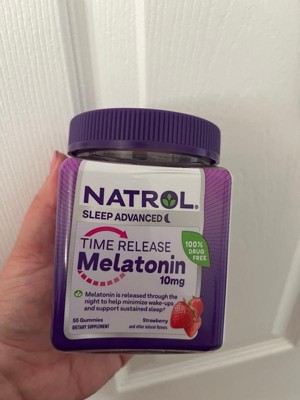 NATROL®
SLEEP ADVANCED
TIME RELEASE
Melatonin
10mg
100%
DRUG
FREE
Melatonin is released through the
night to help minimize wake-ups
and support sustained sleep†
Strawberry
and other natural flavors
DIETARY SUPPLEMENT